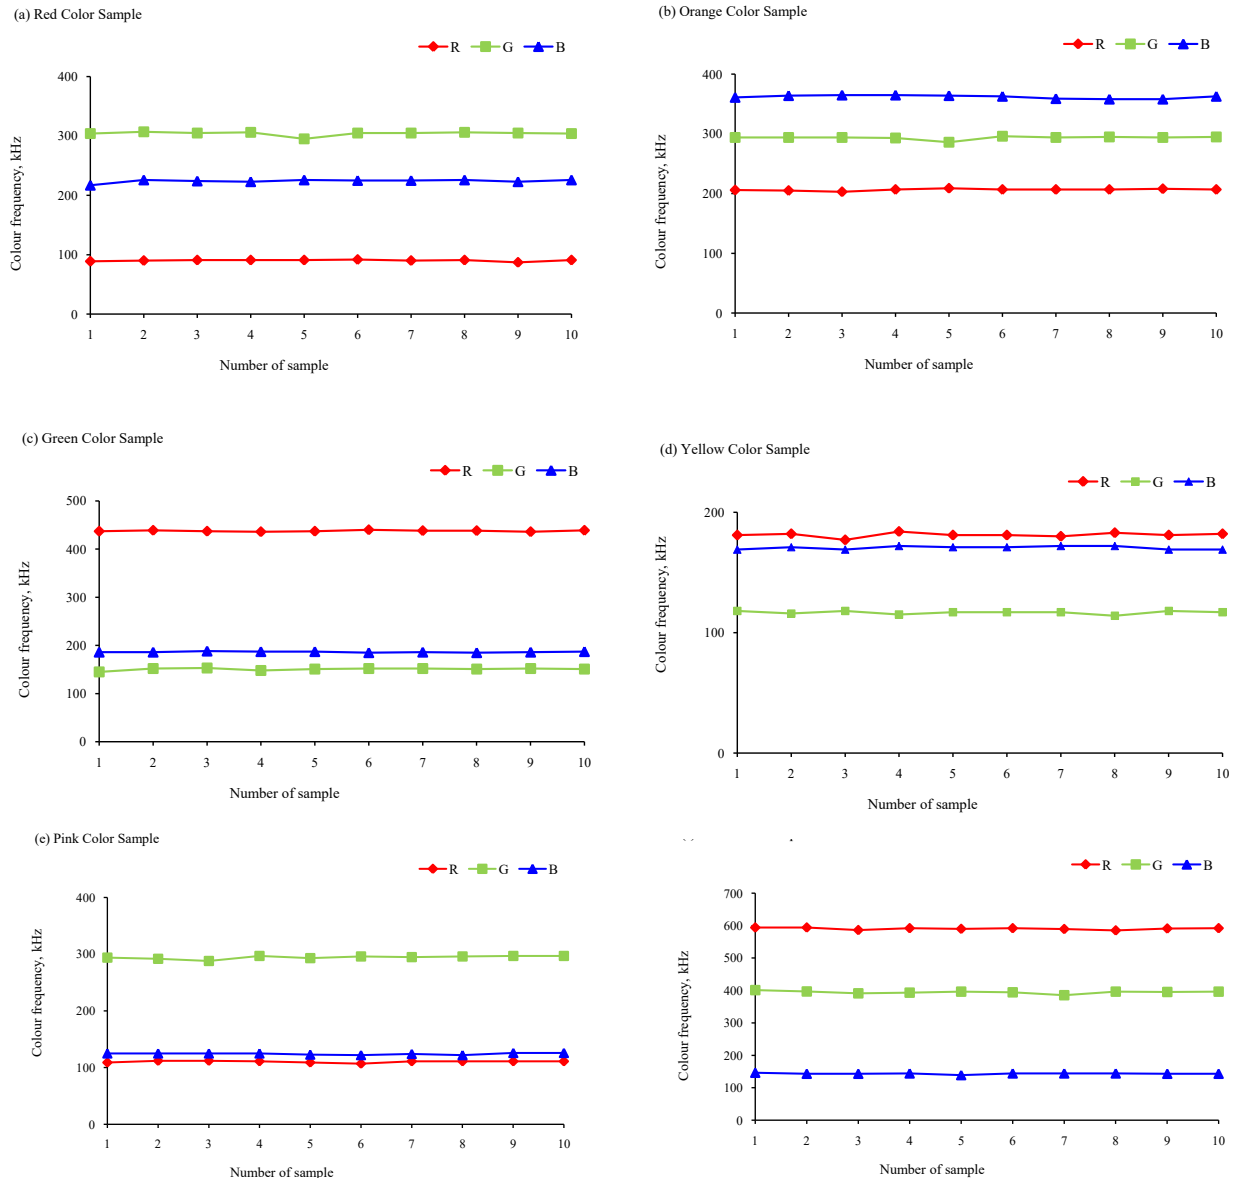 (a) Red Color Sample
R G B
Colour frequency, kHz
400
300
200
100
0
1 2 3 4 5 6 7 8 9 10
Number of sample
(b) Orange Color Sample
R G B
Colour frequency, kHz
400
300
200
100
0
1 2 3 4 5 6 7 8 9 10
Number of sample
(c) Green Color Sample
R G B
Colour frequency, kHz
500
400
300
200
100
0
1 2 3 4 5 6 7 8 9 10
Number of sample
(d) Yellow Color Sample
R G B
Colour frequency, kHz
200
100
0
1 2 3 4 5 6 7 8 9 10
Number of sample
(e) Pink Color Sample
R G B
Colour frequency, kHz
400
300
200
100
0
1 2 3 4 5 6 7 8 9 10
Number of sample
R G B
Colour frequency, kHz
700
600
500
400
300
200
100
0
1 2 3 4 5 6 7 8 9 10
Number of sample